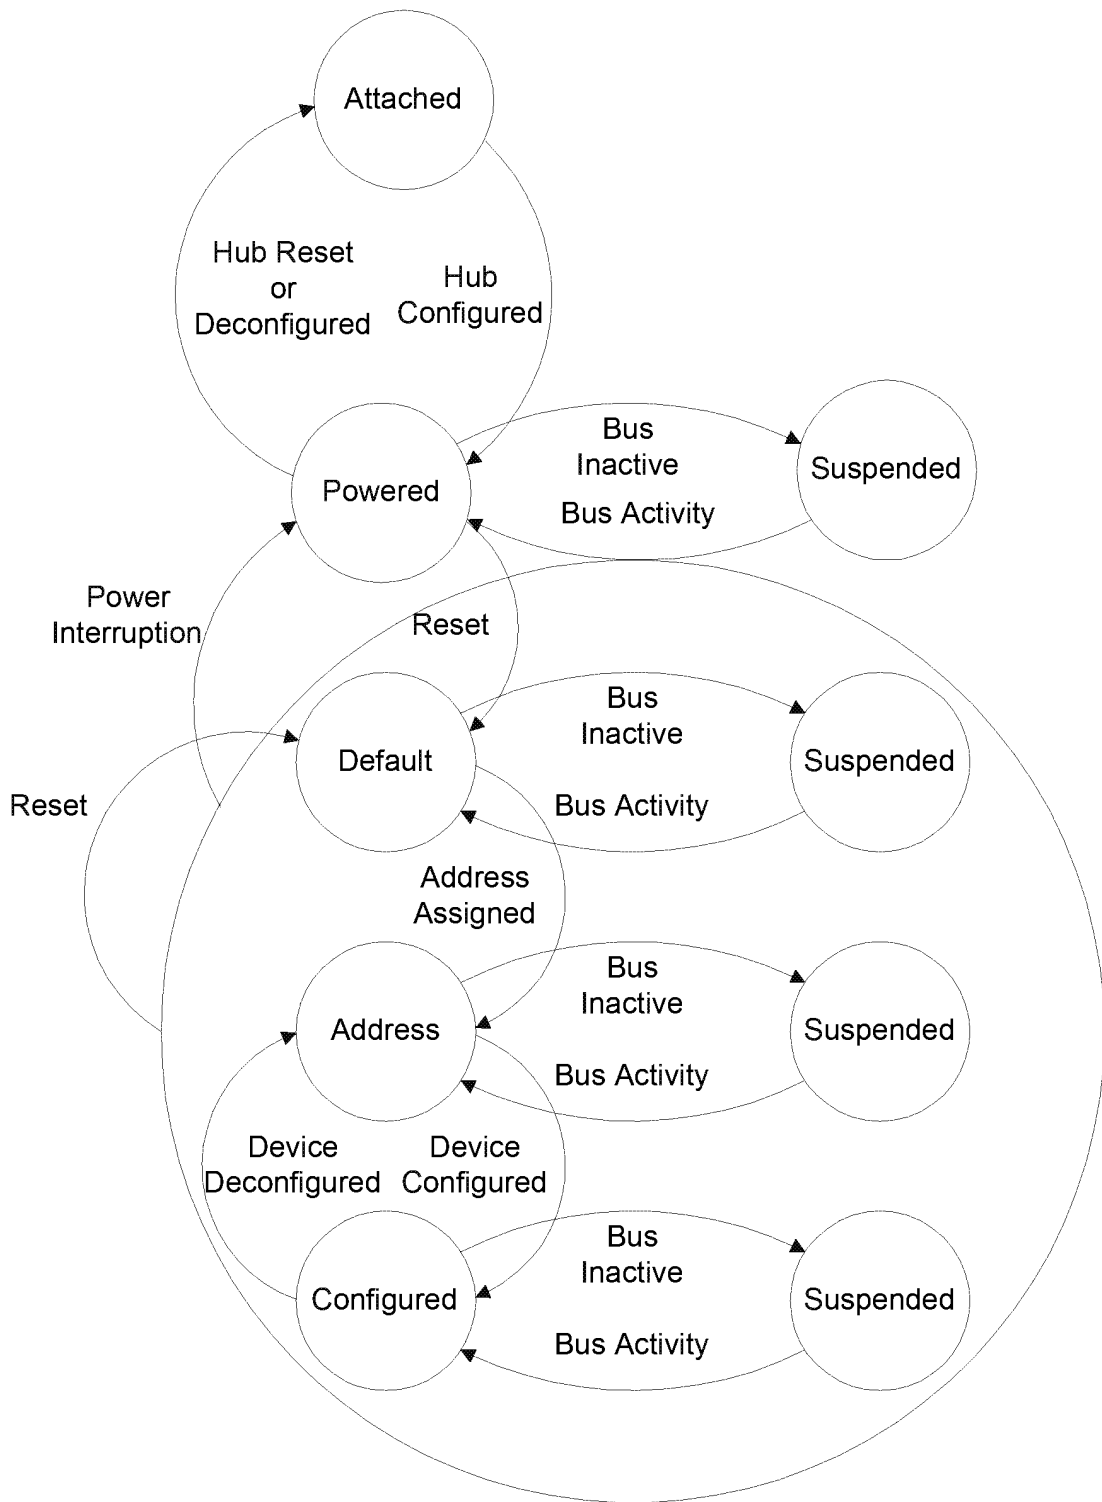 Attached
Hub Reset
or
Deconfigured
Hub
Configured
Powered
Bus
Inactive
Bus Activity
Suspended
Power
Interruption
Reset
Default
Bus
Inactive
Bus Activity
Suspended
Reset
Address
Assigned
Address
Bus
Inactive
Bus Activity
Suspended
Device
Deconfigured
Device
Configured
Configured
Bus
Inactive
Bus Activity
Suspended